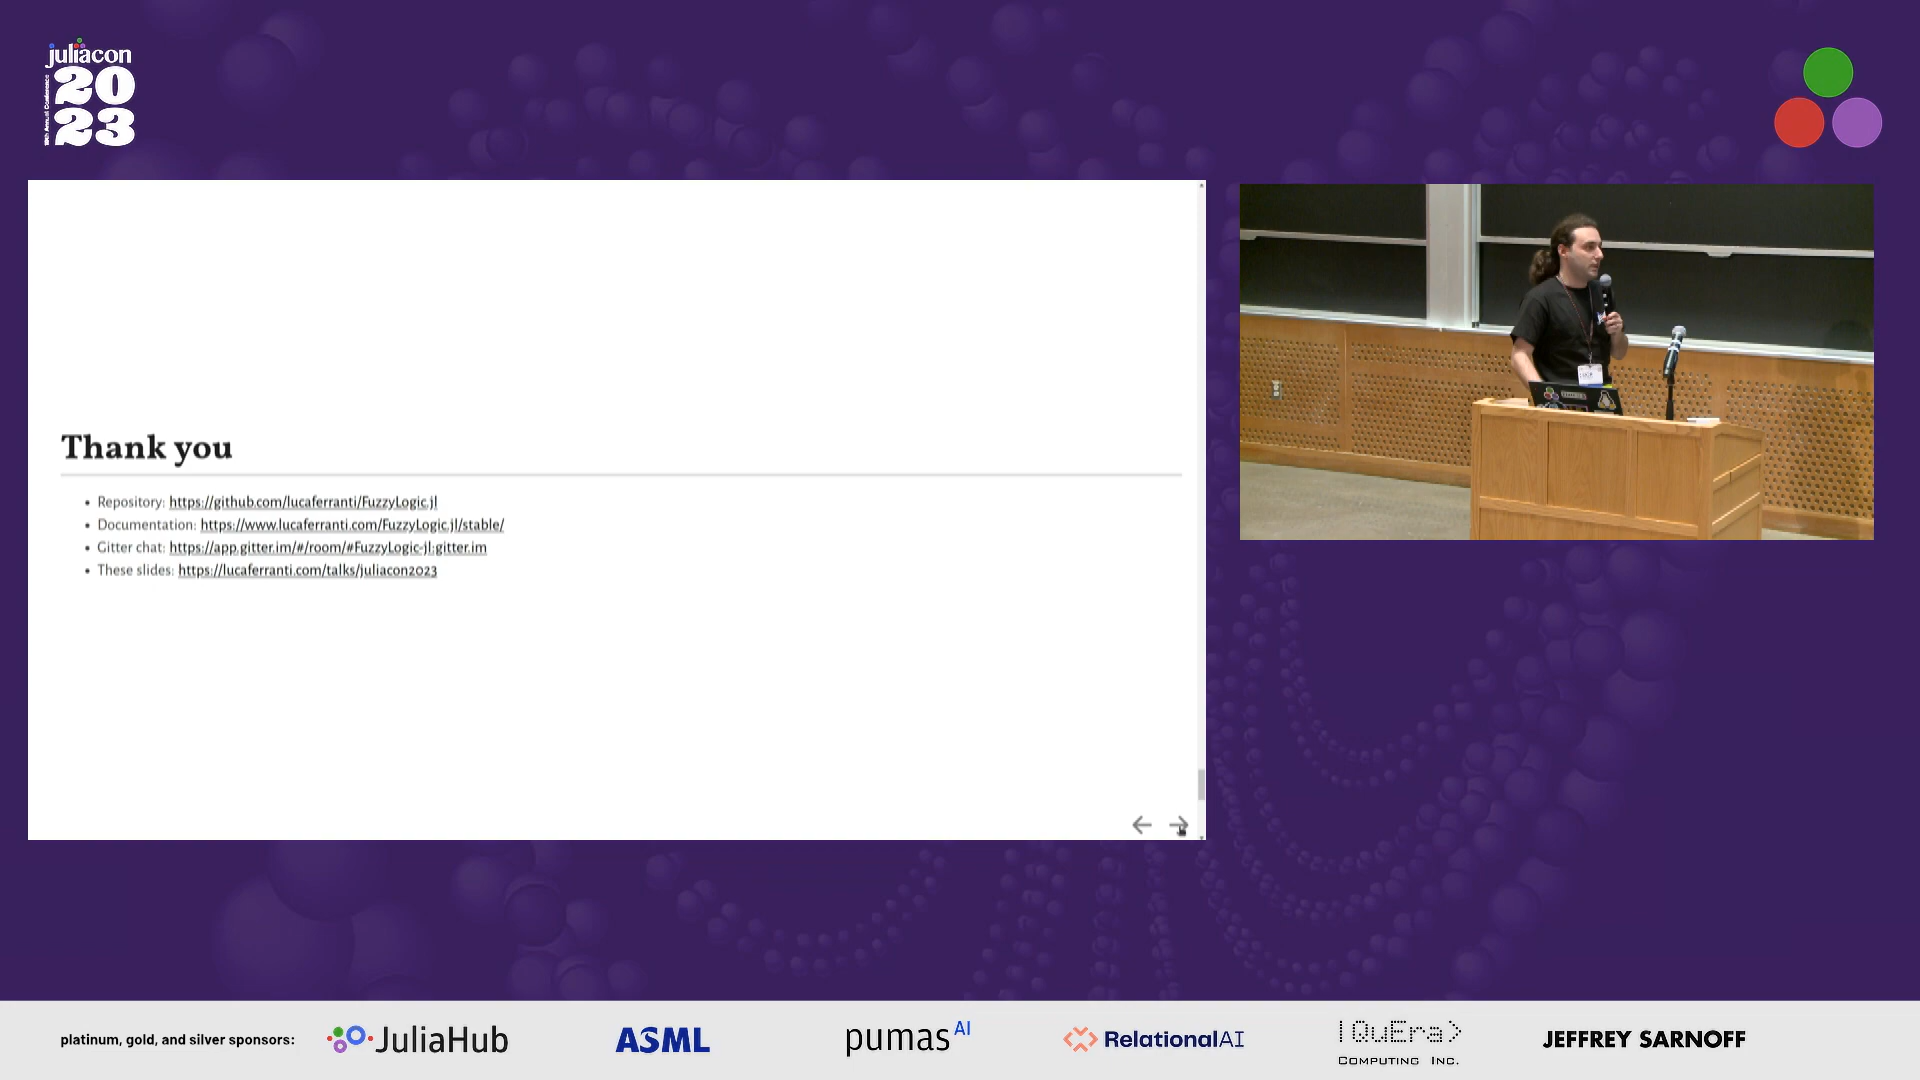 juliacon
20
23
Thank you
• Repository: https://github.com/lucaferranti/FuzzyLogic.jl
• Documentation: https://www.lucaferranti.com/FuzzyLogic.jl/stable/
• Gitter chat: https://app.gitter.im/#/room/#FuzzyLogic-jl:gitter.im
• These slides: https://lucaferranti.com/talks/juliacon2023
platinum, gold, and silver sponsors:
JuliaHub
ASML
pumasAI
RelationalAI
|QuEra>
COMPUTING INC.
JEFFREY SARNOFF